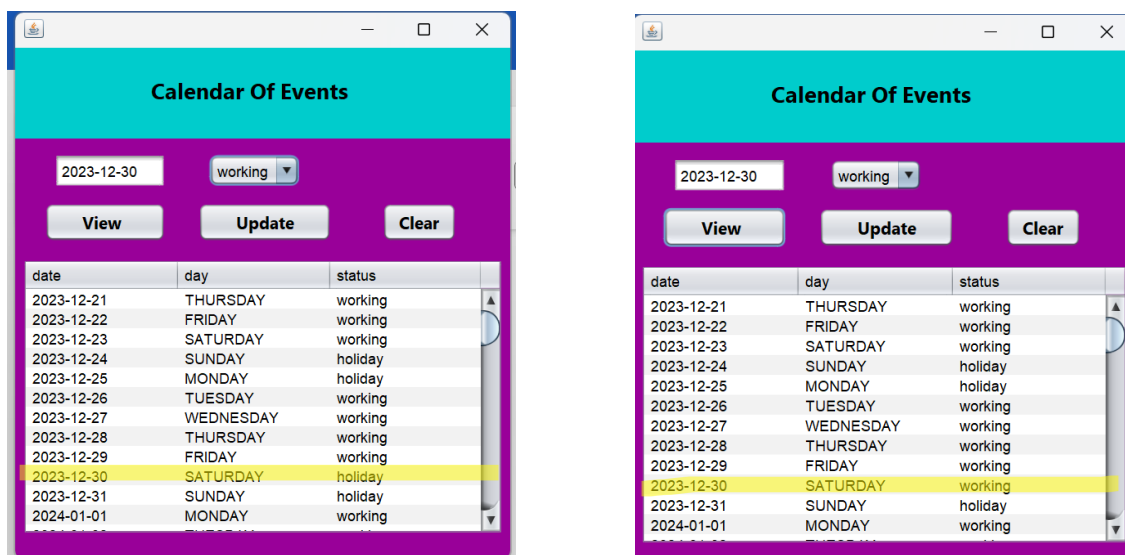 Calendar Of Events
2023-12-30 working
View Update Clear
date day status
2023-12-21 THURSDAY working
2023-12-22 FRIDAY working
2023-12-23 SATURDAY working
2023-12-24 SUNDAY holiday
2023-12-25 MONDAY holiday
2023-12-26 TUESDAY working
2023-12-27 WEDNESDAY working
2023-12-28 THURSDAY working
2023-12-29 FRIDAY working
2023-12-30 SATURDAY holiday
2023-12-31 SUNDAY holiday
2024-01-01 MONDAY working
Calendar Of Events
2023-12-30 working
View Update Clear
date day status
2023-12-21 THURSDAY working
2023-12-22 FRIDAY working
2023-12-23 SATURDAY working
2023-12-24 SUNDAY holiday
2023-12-25 MONDAY holiday
2023-12-26 TUESDAY working
2023-12-27 WEDNESDAY working
2023-12-28 THURSDAY working
2023-12-29 FRIDAY working
2023-12-30 SATURDAY working
2023-12-31 SUNDAY holiday
2024-01-01 MONDAY working